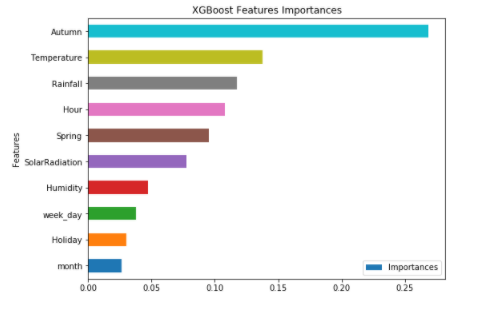 XGBoost Features Importances
Autumn
Temperature
Rainfall
Hour
Spring
SolarRadiation
Humidity
week_day
Holiday
month
Features
Importances
0.00 0.05 0.10 0.15 0.20 0.25